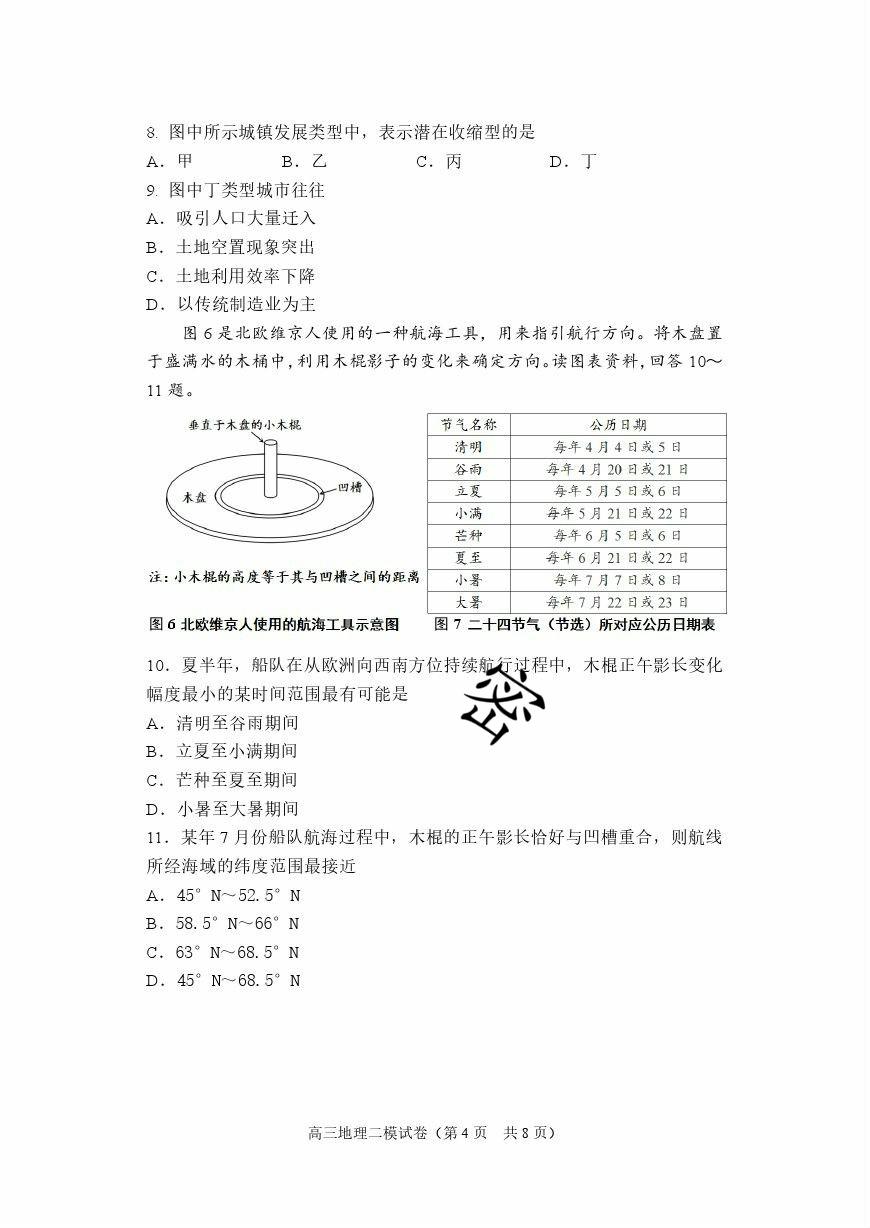 8. 图中所示城镇发展类型中，表示潜在收缩型的是
A．甲 B．乙 C．丙 D．丁
9. 图中丁类型城市往往
A．吸引人口大量迁入
B．土地空置现象突出
C．土地利用效率下降
D．以传统制造业为主
图 6 是北欧维京人使用的一种航海工具，用来指引航行方向。将木盘置
于盛满水的木桶中，利用木棍影子的变化来确定方向。读图表资料，回答 10～
11 题。
垂直于木盘的小木棍
凹槽
木盘
注：小木棍的高度等于其与凹槽之间的距离
图 6 北欧维京人使用的航海工具示意图
节气名称 公历日期
清明 每年 4 月 4 日或 5 日
谷雨 每年 4 月 20 日或 21 日
立夏 每年 5 月 5 日或 6 日
小满 每年 5 月 21 日或 22 日
芒种 每年 6 月 5 日或 6 日
夏至 每年 6 月 21 日或 22 日
小暑 每年 7 月 7 日或 8 日
大暑 每年 7 月 22 日或 23 日
图 7 二十四节气（节选）所对应公历日期表
10．夏半年，船队在从欧洲向西南方位持续航行过程中，木棍正午影长变化
幅度最小的某时间范围最有可能是
密
A．清明至谷雨期间
B．立夏至小满期间
C．芒种至夏至期间
D．小暑至大暑期间
11．某年 7 月份船队航海过程中，木棍的正午影长恰好与凹槽重合，则航线
所经海域的纬度范围最接近
A．45° N～52.5° N
B．58.5° N～66° N
C．63° N～68.5° N
D．45° N～68.5° N
高三地理二模试卷（第 4 页 共 8 页）